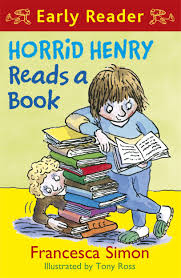 Early Reader
HORRID HENRY
READS A
BOOK
Francesca Simon
Illustrated by Tony Ross